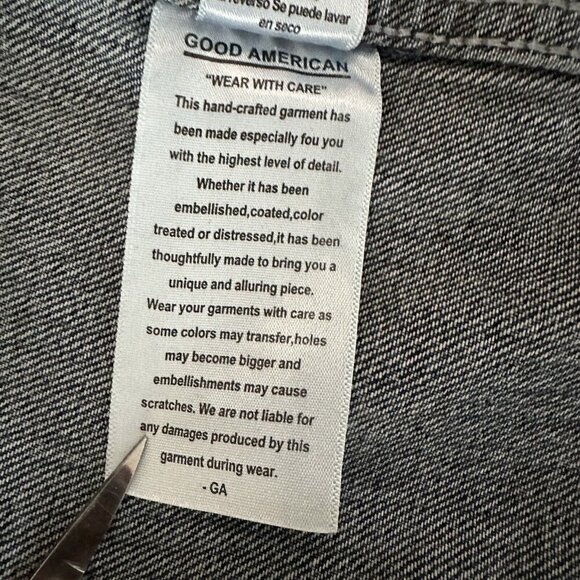 reverso Se puede lavar
en seco
GOOD AMERICAN
"WEAR WITH CARE"
This hand-crafted garment has
been made especially fou you
with the highest level of detail.
Whether it has been
embellished,coated,color
treated or distressed,it has been
thoughtfully made to bring you a
unique and alluring piece.
Wear your garments with care as
some colors may transfer,holes
may become bigger and
embellishments may cause
scratches. We are not liable for
any damages produced by this
garment during wear.
- GA